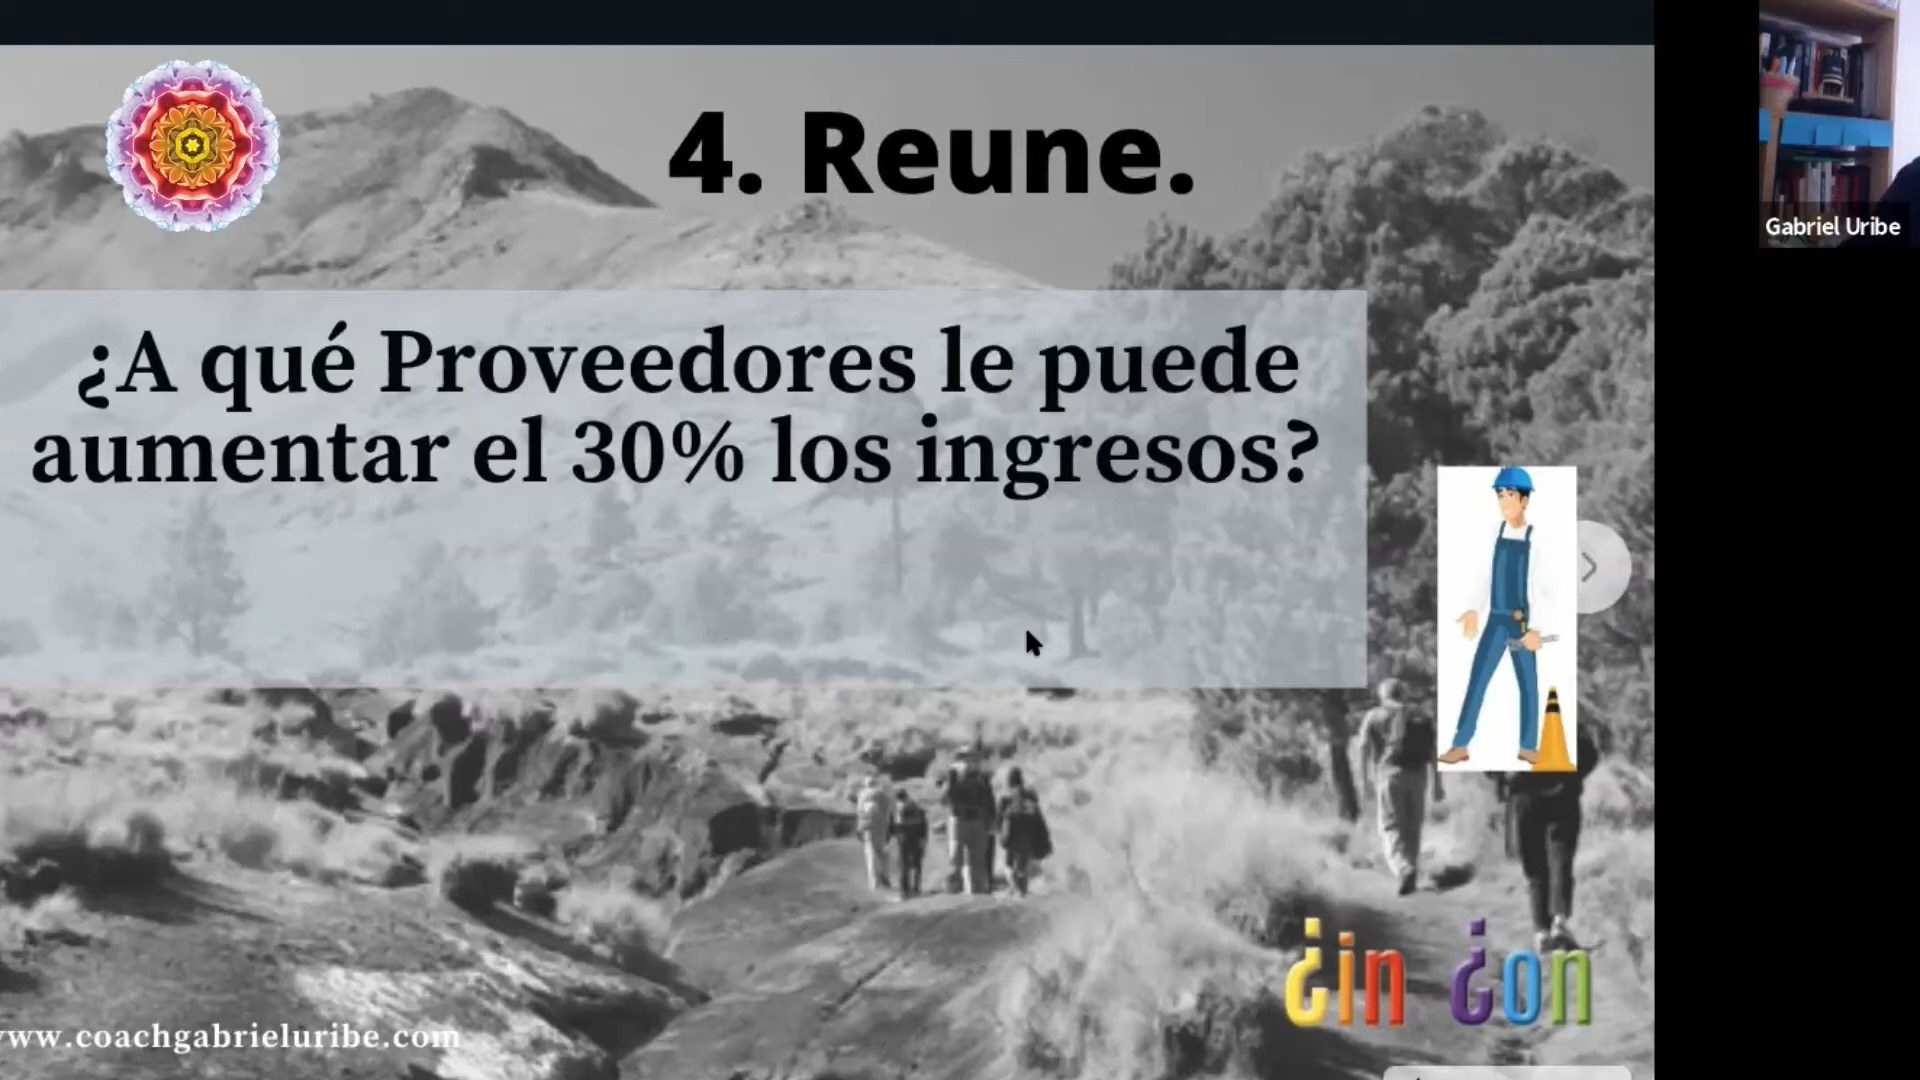 4. Reune.
¿A qué Proveedores le puede
aumentar el 30% los ingresos?
¿in ¿on
www.coachgabrieluribe.com
Gabriel Uribe